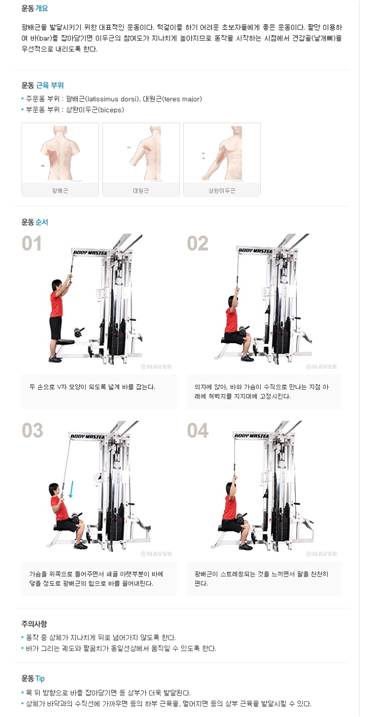 운동 개요
광배근을 발달시키기 위한 대표적인 운동이다. 턱걸이를 하기 어려운 초보자들에게 좋은 운동이다. 팔만 이용하
여 바(bar)를 잡아당기면 이두근의 참여도가 지나치게 높아지므로 동작을 시작하는 시점에서 견갑골(날개뼈)을
우선적으로 내리도록 한다.
운동 근육 부위
• 주운동 부위 : 광배근(latissimus dorsi), 대원근(teres major)
• 부운동 부위 : 상완이두근(biceps)
광배근
대원근
상완이두근
운동 순서
01
02
BODY MASTER
BODY MASTER
©NAVER
©NAVER
두 손으로 V자 모양이 되도록 넓게 바를 잡는다.
의자에 앉아, 바와 가슴이 수직으로 만나는 지점 아
래에 허벅지를 지지대에 고정시킨다.
03
04
BODY MASTER
BODY MASTER
©NAVER
©NAVER
가슴을 위쪽으로 들어주면서 쇄골 아랫부분이 바에
닿을 정도로 광배근의 힘으로 바를 끌어내린다.
광배근이 스트레칭되는 것을 느끼면서 팔을 천천히
편다.
주의사항
• 동작 중 상체가 지나치게 뒤로 넘어가지 않도록 한다.
• 바가 그리는 궤도와 팔꿈치가 동일선상에서 움직일 수 있도록 한다.
운동 Tip
• 목 뒤 방향으로 바를 잡아당기면 등 상부가 더욱 발달된다.
• 상체가 바닥과의 수직선에 가까우면 등의 하부 근육을, 멀어지면 등의 상부 근육을 발달시킬 수 있다.